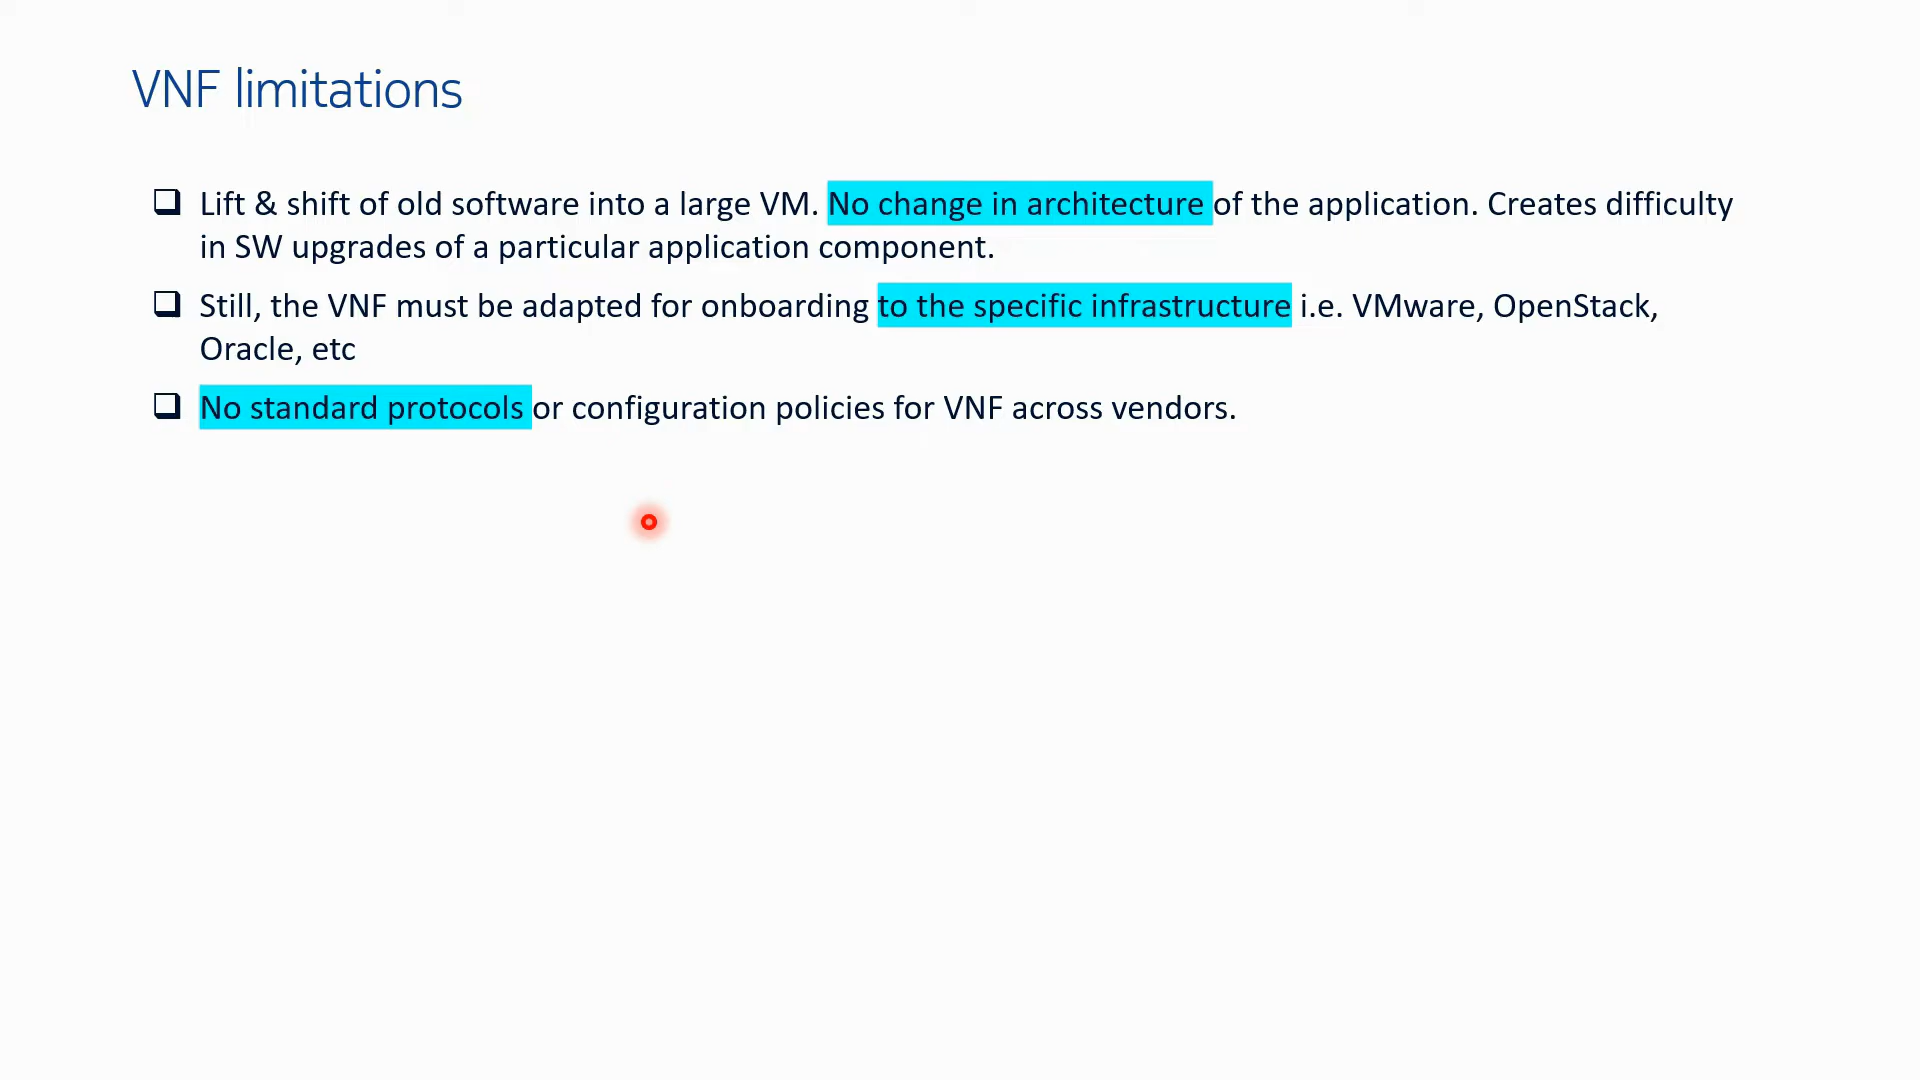 VNF limitations
Lift & shift of old software into a large VM. No change in architecture of the application. Creates difficulty
in SW upgrades of a particular application component.
Still, the VNF must be adapted for onboarding to the specific infrastructure i.e. VMware, OpenStack,
Oracle, etc
No standard protocols or configuration policies for VNF across vendors.